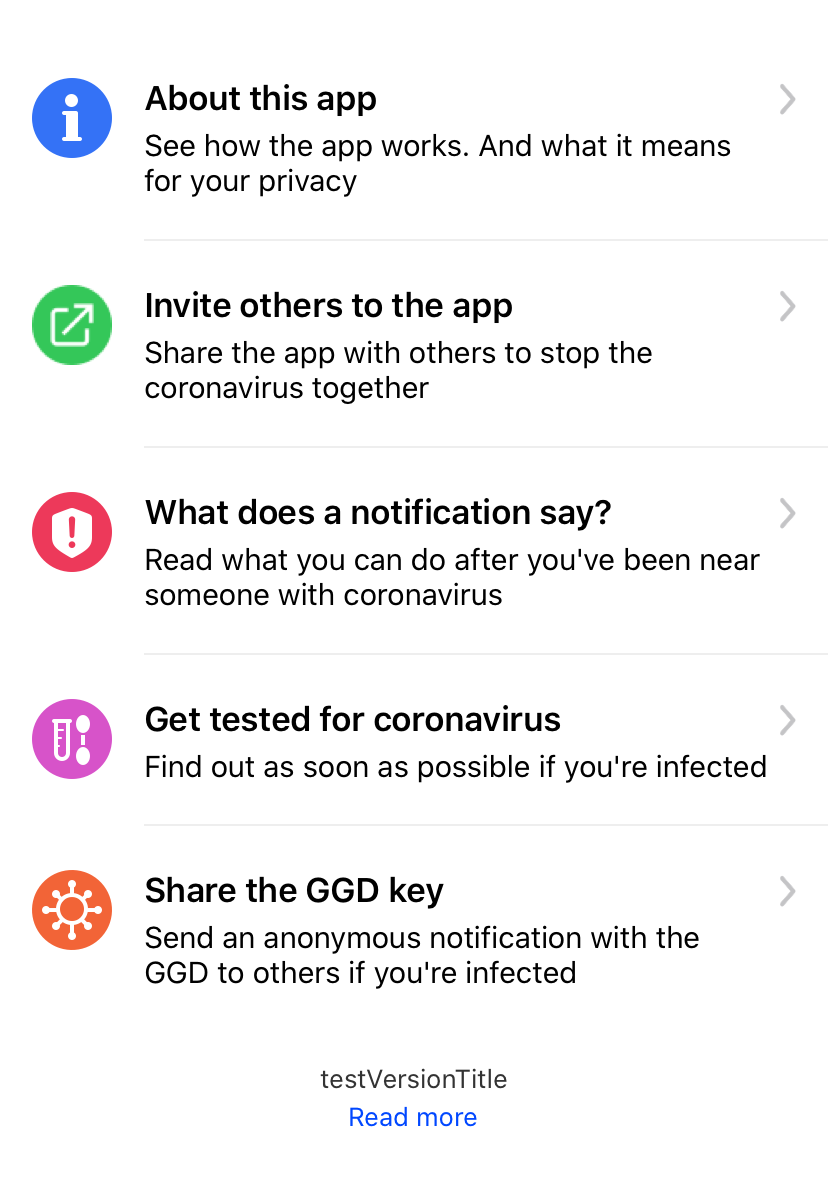 About this app
See how the app works. And what it means
for your privacy
Invite others to the app
Share the app with others to stop the
coronavirus together
What does a notification say?
Read what you can do after you've been near
someone with coronavirus
Get tested for coronavirus
Find out as soon as possible if you're infected
Share the GGD key
Send an anonymous notification with the
GGD to others if you're infected
testVersionTitle
Read more